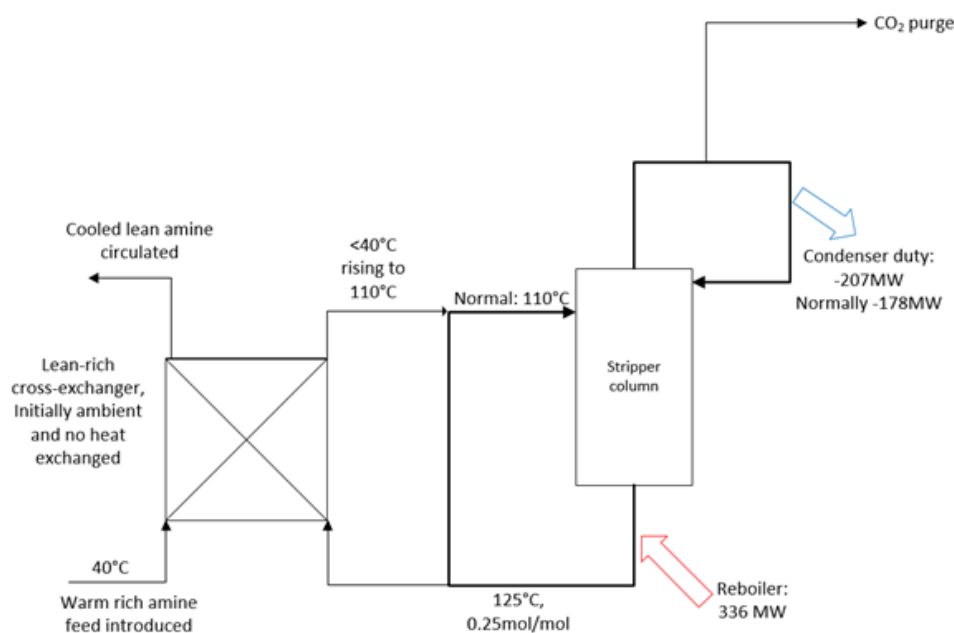 CO₂ purge
Cooled lean amine
circulated
<40°C
rising to
110°C
Normal: 110°C
Condenser duty:
-207MW
Normally -178MW
Lean-rich
cross-exchanger,
Initially ambient
and no heat
exchanged
Stripper
column
40°C
Warm rich amine
feed introduced
125°C,
0.25mol/mol
Reboiler:
336 MW